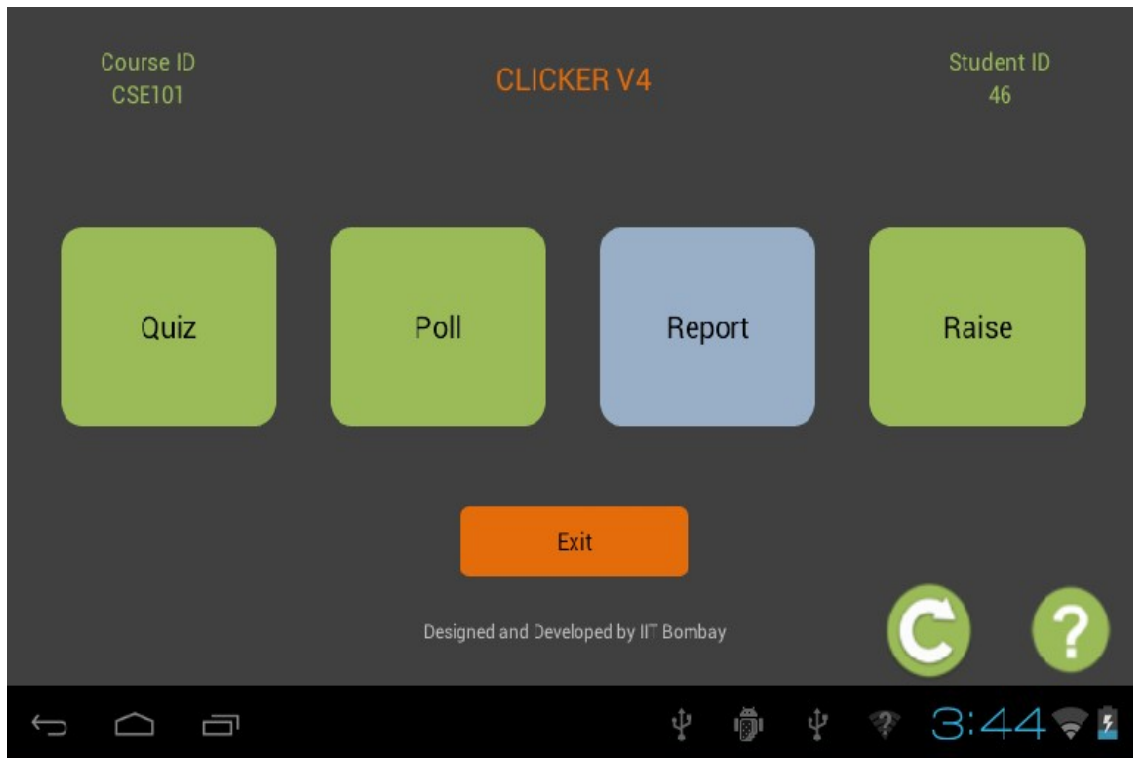 Course ID
CSE101
CLICKER V4
Student ID
46
Quiz
Poll
Report
Raise
Exit
Designed and Developed by IIT Bombay
?
3:44